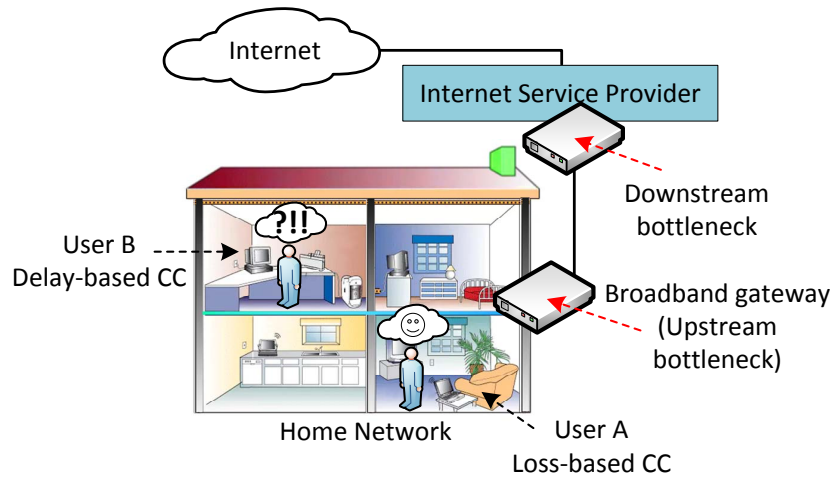 Internet
Internet Service Provider
Downstream
bottleneck
?!!
User B
Delay-based CC
Broadband gateway
(Upstream
bottleneck)
Home Network
User A
Loss-based CC